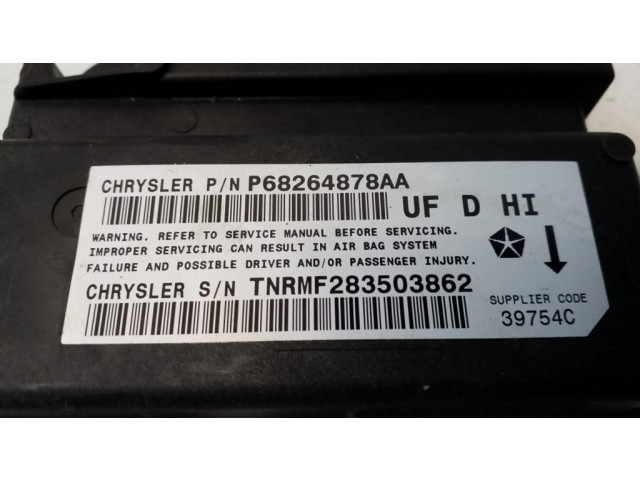 CHRYSLER P/N P68264878AA
UF D HI
WARNING. REFER TO SERVICE MANUAL BEFORE SERVICING.
IMPROPER SERVICING CAN RESULT IN AIR BAG SYSTEM
FAILURE AND POSSIBLE DRIVER AND/OR PASSENGER INJURY.
CHRYSLER S/N TNRMF283503862
SUPPLIER CODE
39754C